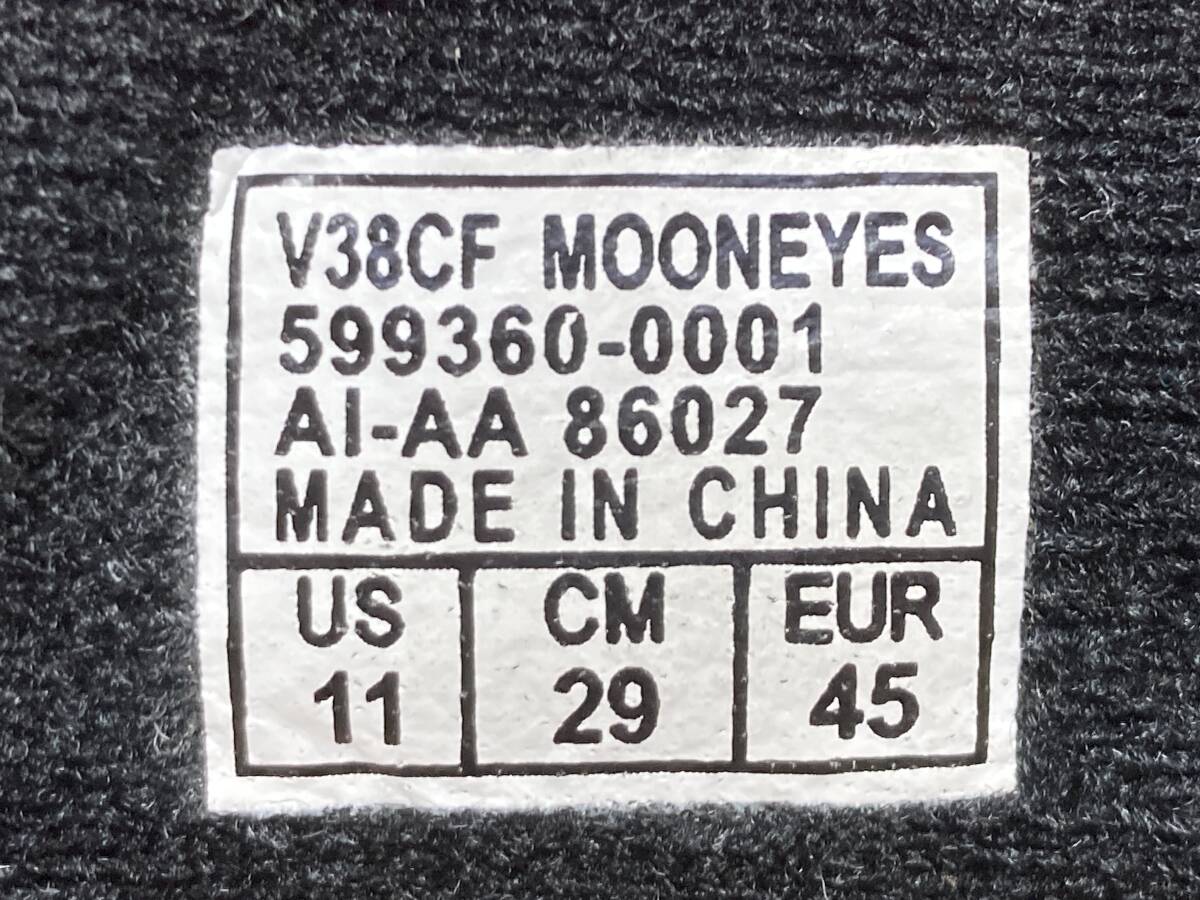 V38CF MOONEYES
599360-0001
AI-AA 86027
MADE IN CHINA
US CM EUR
11 29 45